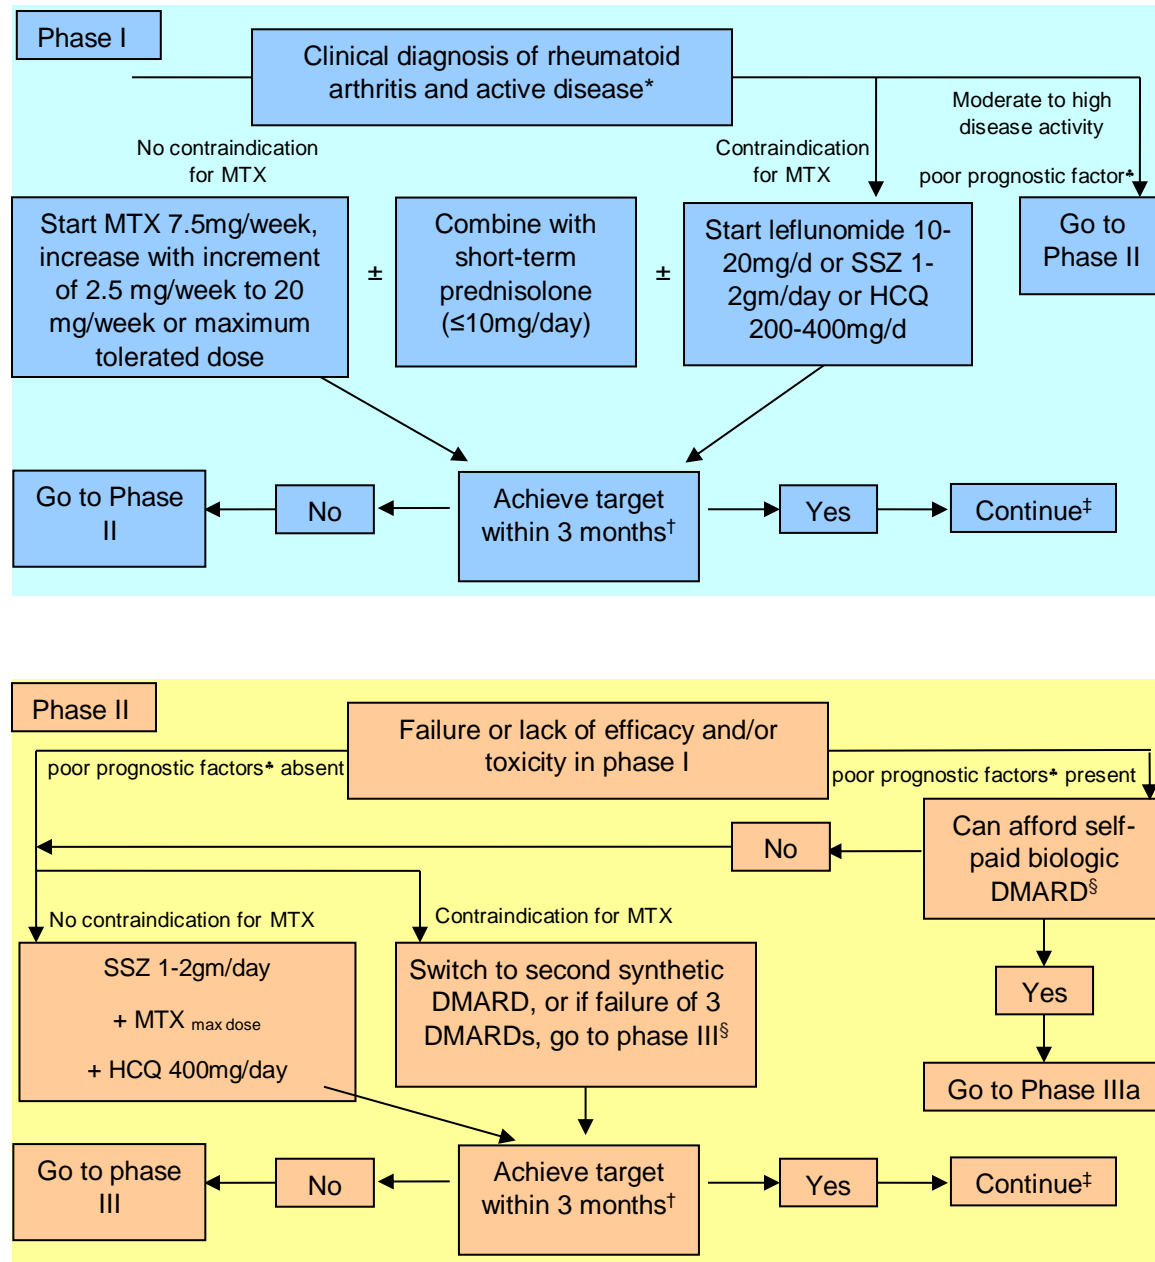 Phase I
Clinical diagnosis of rheumatoid
arthritis and active disease*
Moderate to high
disease activity
poor prognostic factor♣
No contraindication
for MTX
Contraindication
for MTX
Start MTX 7.5mg/week,
increase with increment
of 2.5 mg/week to 20
mg/week or maximum
tolerated dose
±
Combine with
short-term
prednisolone
(≤10mg/day)
±
Start leflunomide 10-
20mg/d or SSZ 1-
2gm/day or HCQ
200-400mg/d
Go to
Phase II
Go to Phase
II
No
Achieve target
within 3 months†
Yes
Continue‡
Phase II
Failure or lack of efficacy and/or
toxicity in phase I
poor prognostic factors♣ absent
poor prognostic factors♣ present
Can afford self-
paid biologic
DMARD§
No
Yes
Go to Phase IIIa
No contraindication for MTX
Contraindication for MTX
SSZ 1-2gm/day
+ MTX max dose
+ HCQ 400mg/day
Switch to second synthetic
DMARD, or if failure of 3
DMARDs, go to phase III§
Go to phase
III
No
Achieve target
within 3 months†
Yes
Continue‡